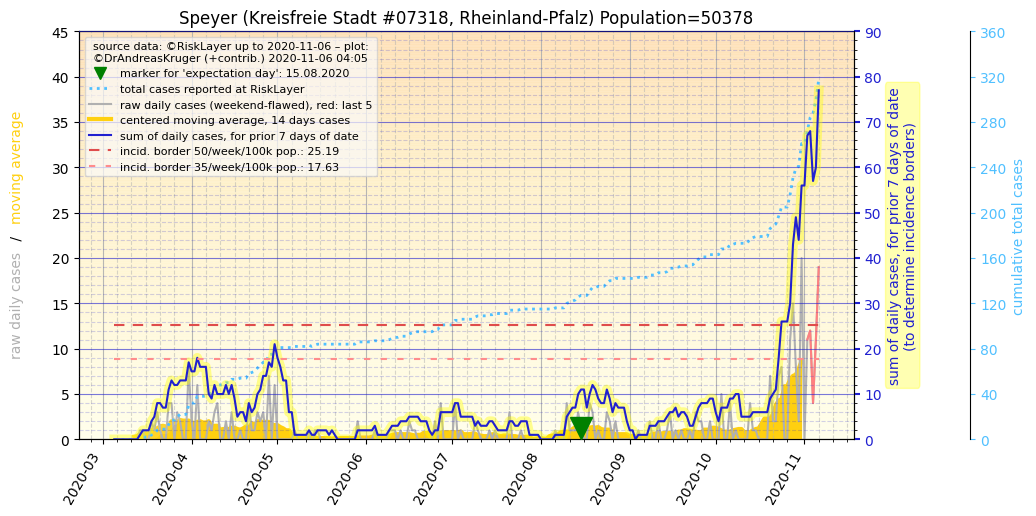 Speyer (Kreisfreie Stadt #07318, Rheinland-Pfalz) Population=50378
source data: ©RiskLayer up to 2020-11-06 – plot:
©DrAndreasKruger (+contrib.) 2020-11-06 04:05
marker for 'expectation day': 15.08.2020
total cases reported at RiskLayer
raw daily cases (weekend-flawed), red: last 5
centered moving average, 14 days cases
sum of daily cases, for prior 7 days of date
incid. border 50/week/100k pop.: 25.19
incid. border 35/week/100k pop.: 17.63
raw daily cases / moving average
45
40
35
30
25
20
15
10
5
0
2020-03
2020-04
2020-05
2020-06
2020-07
2020-08
2020-09
2020-10
2020-11
90
80
70
60
50
40
30
20
10
0
sum of daily cases, for prior 7 days of date
(to determine incidence borders)
360
320
280
240
200
160
120
80
40
0
cumulative total cases